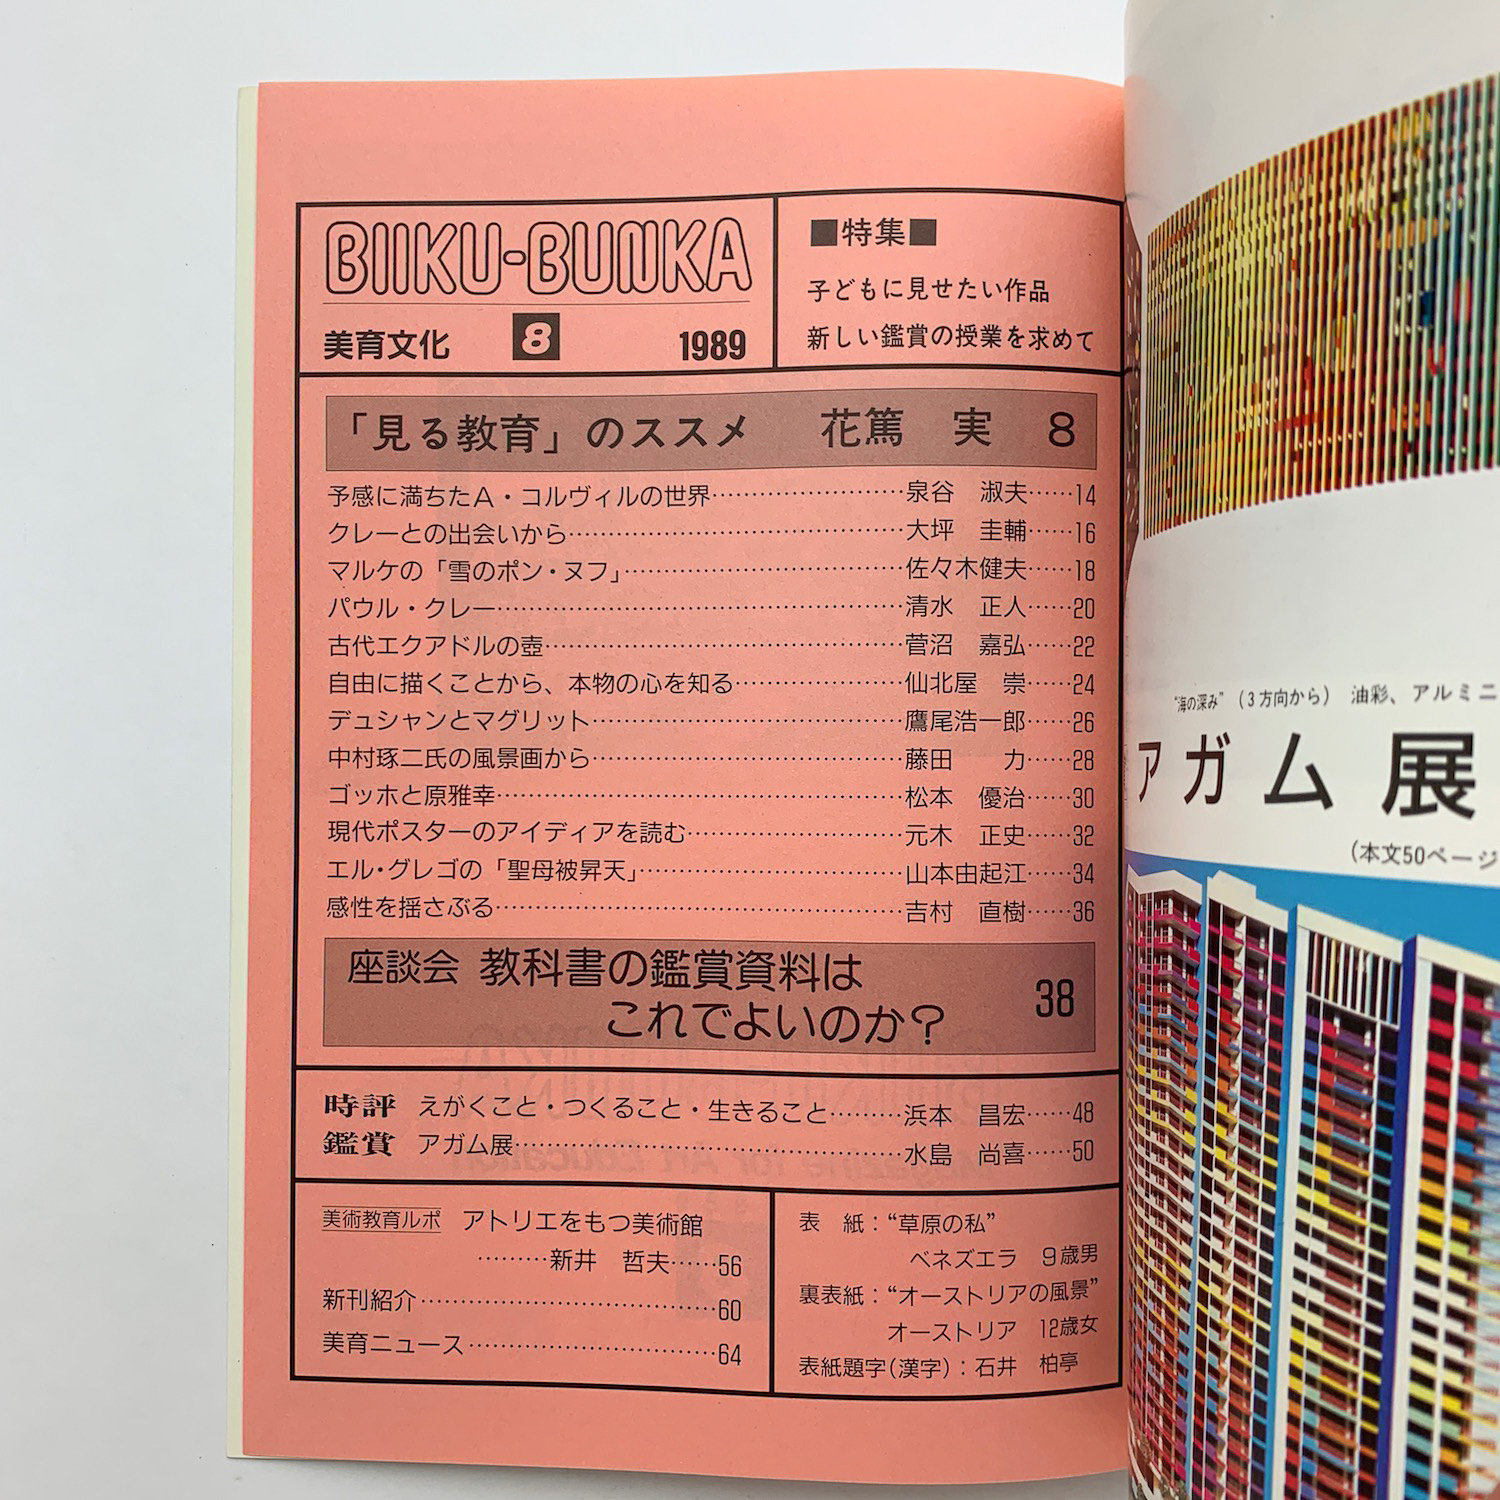 BIIKU-BUNKA
美育文化 8 1989
■特集■
子どもに見せたい作品
新しい鑑賞の授業を求めて
「見る教育」のススメ 花篤 実 8
予感に満ちたA・コルヴィルの世界……………………泉谷 淑夫……14
クレーとの出会いから……………………大坪 圭輔……16
マルケの「雪のポン・ヌフ」……………………佐々木健夫……18
パウル・クレー……………………清水 正人……20
古代エクアドルの壺……………………菅沼 嘉弘……22
自由に描くことから、本物の心を知る……………………仙北屋 崇……24
デュシャンとマグリット……………………鷹尾浩一郎……26
中村琢二氏の風景画から……………………藤田 力……28
ゴッホと原雅幸……………………松本 優治……30
現代ポスターのアイディアを読む……………………元木 正史……32
エル・グレゴの「聖母被昇天」……………………山本由起江……34
感性を揺さぶる……………………吉村 直樹……36
座談会 教科書の鑑賞資料は
これでよいのか? 38
時評 えがくこと・つくること・生きること………浜本 昌宏……48
鑑賞 アガム展……………………水島 尚喜……50
美術教育ルポ アトリエをもつ美術館
………新井 哲夫……56
新刊紹介……………………60
美育ニュース……………………64
表 紙：“草原の私”
ベネズエラ 9歳男
裏表紙：“オーストリアの風景”
オーストリア 12歳女
表紙題字(漢字)：石井 柏亭
“海の深み”（3方向から） 油彩、アルミニ
アガム展
(本文50ページ